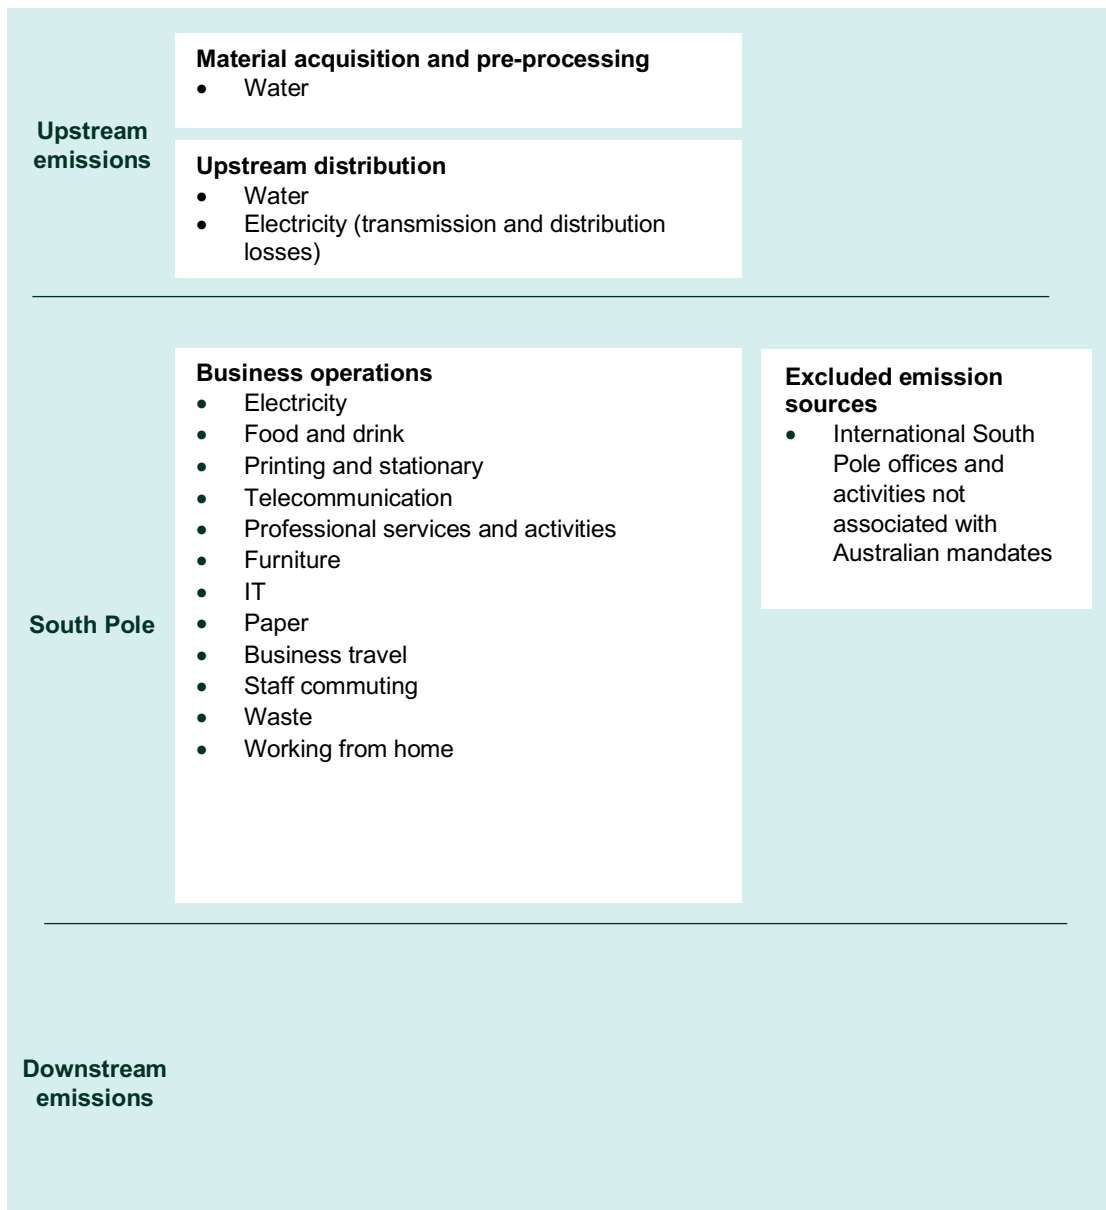 Upstream
emissions
Material acquisition and pre-processing
• Water
Upstream distribution
• Water
• Electricity (transmission and distribution
losses)
South Pole
Business operations
• Electricity
• Food and drink
• Printing and stationary
• Telecommunication
• Professional services and activities
• Furniture
• IT
• Paper
• Business travel
• Staff commuting
• Waste
• Working from home
Excluded emission
sources
• International South
Pole offices and
activities not
associated with
Australian mandates
Downstream
emissions